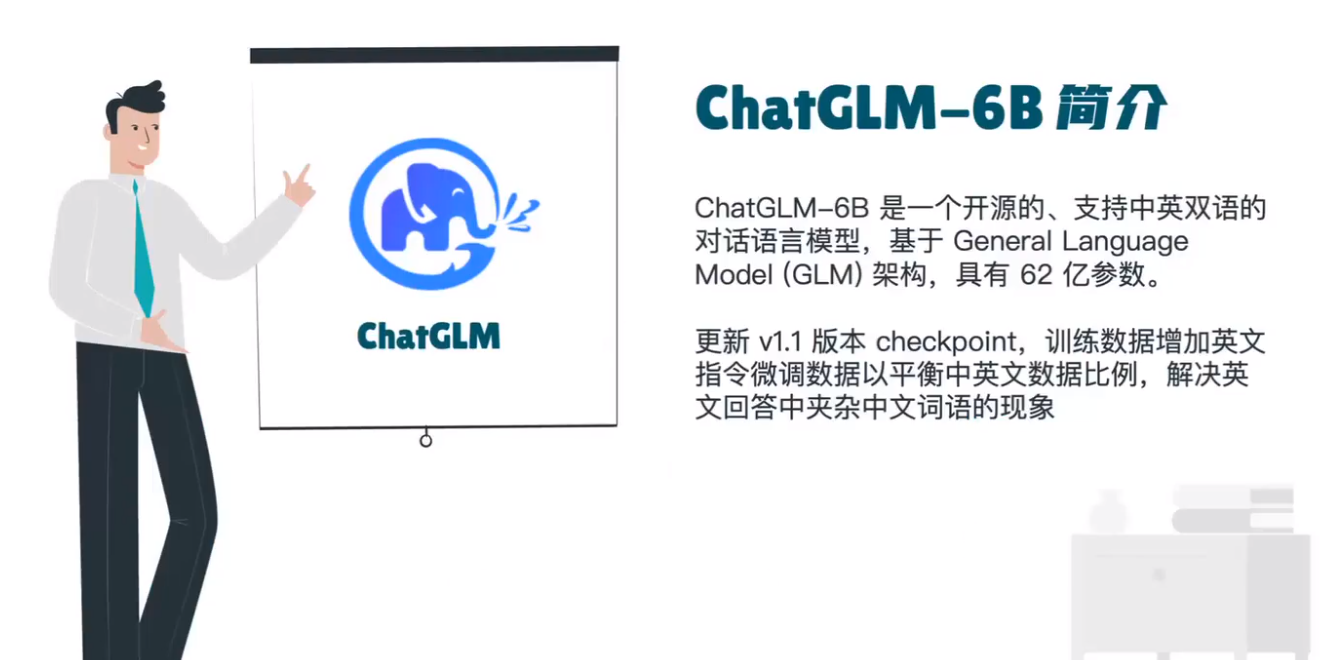 ChatGLM
ChatGLM-6B 简介
ChatGLM-6B 是一个开源的、支持中英双语的
对话语言模型，基于 General Language
Model (GLM) 架构，具有 62 亿参数。
更新 v1.1 版本 checkpoint，训练数据增加英文
指令微调数据以平衡中英文数据比例，解决英
文回答中夹杂中文词语的现象